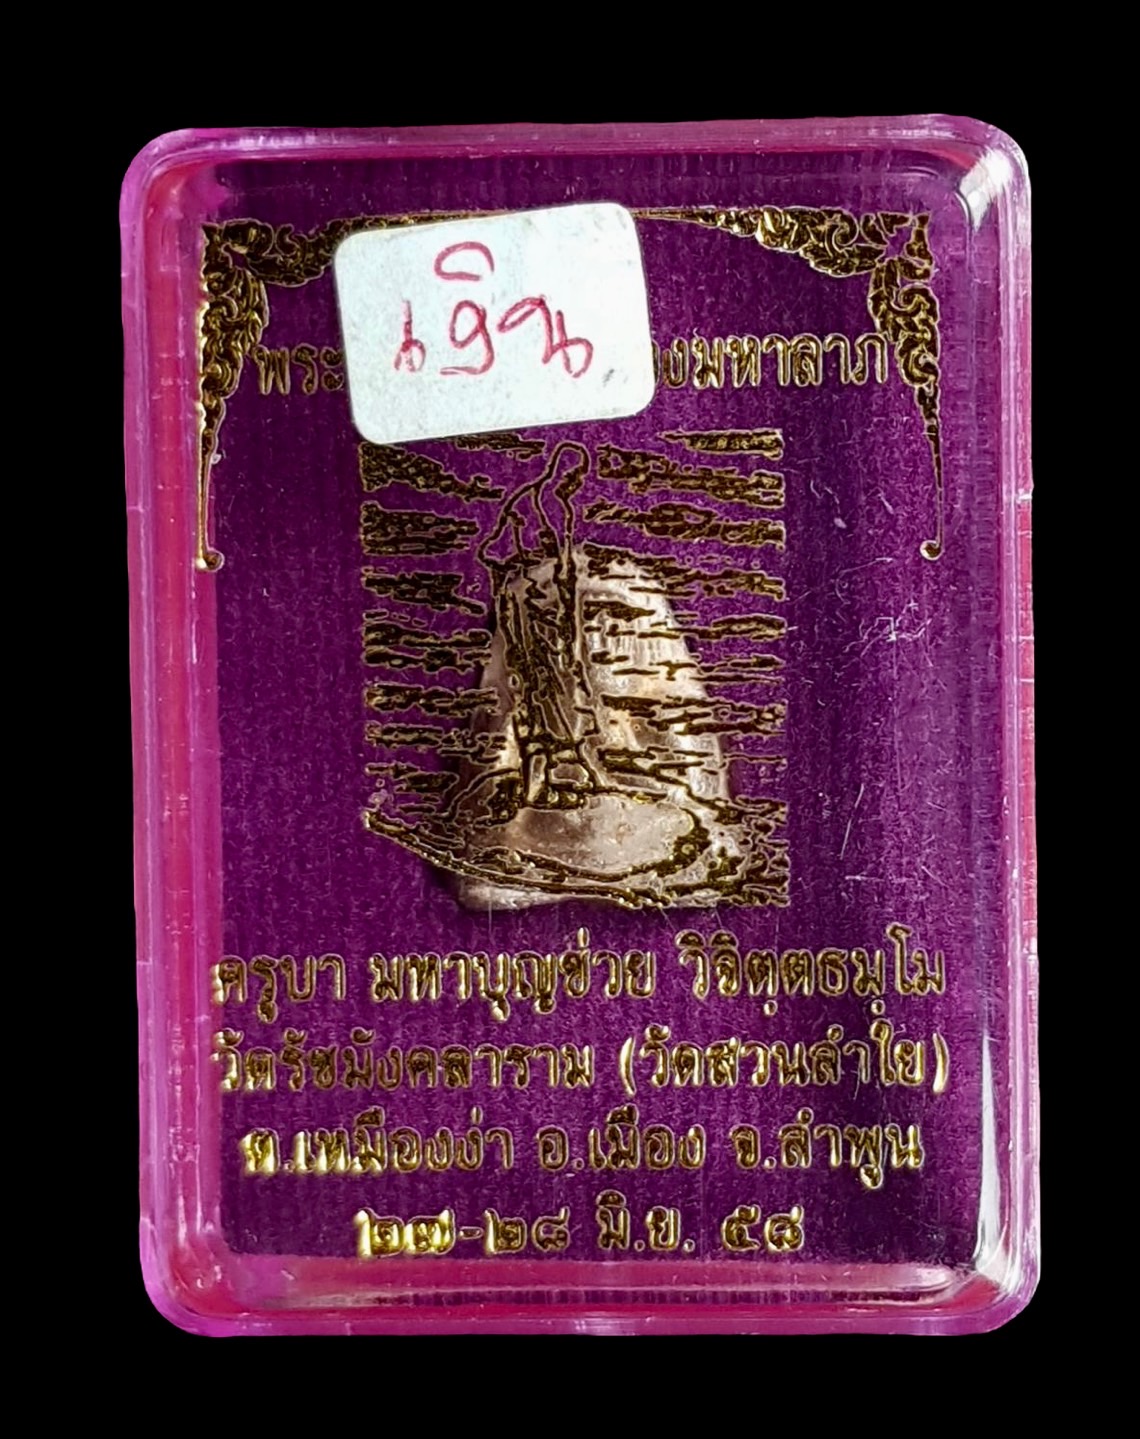 เงิน
พระ งมหาลาภ
ครูบา มหาบุญช่วย วิจิตฺตธมฺโม
วัดรัชมังคลาราม (วัดสวนลำใย)
ต.เหมืองง่า อ.เมือง จ.ลำพูน
๒๗-๒๘ มิ.ย. ๕๘